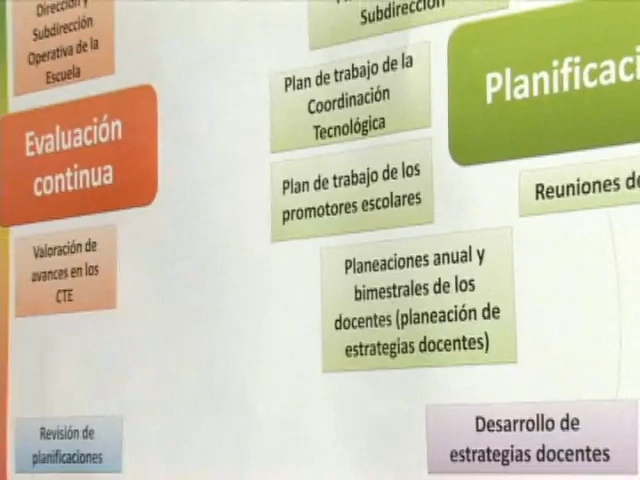 Dirección y
Subdirección
Operativa de la
Escuela
Evaluación
continua
Valoración de
avances en los
CTE
Revisión de
planificaciones
Subdirección
Plan de trabajo de la
Coordinación
Tecnológica
Plan de trabajo de los
promotores escolares
Planeaciones anual y
bimestrales de los
docentes (planeación de
estrategias docentes)
Planificaci
Reuniones de
Desarrollo de
estrategias docentes